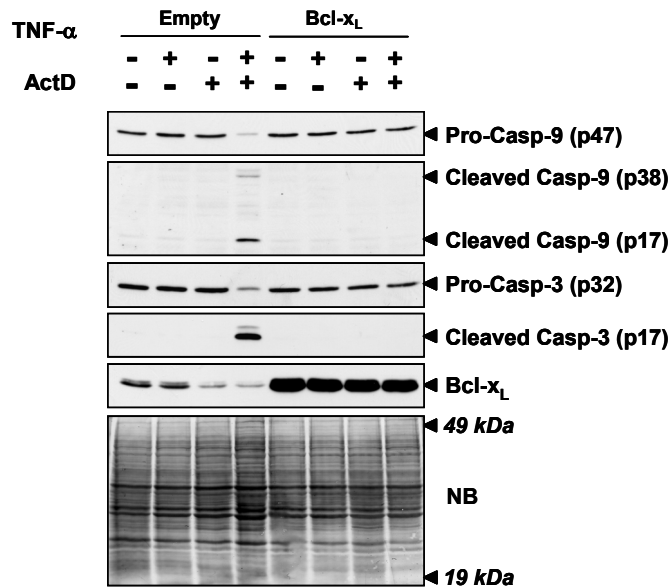 Empty Bcl-xL
TNF-α
- + - + - + - +
ActD
- - + + - - + +
Pro-Casp-9 (p47)
Cleaved Casp-9 (p38)
Cleaved Casp-9 (p17)
Pro-Casp-3 (p32)
Cleaved Casp-3 (p17)
Bcl-xL
49 kDa
NB
19 kDa